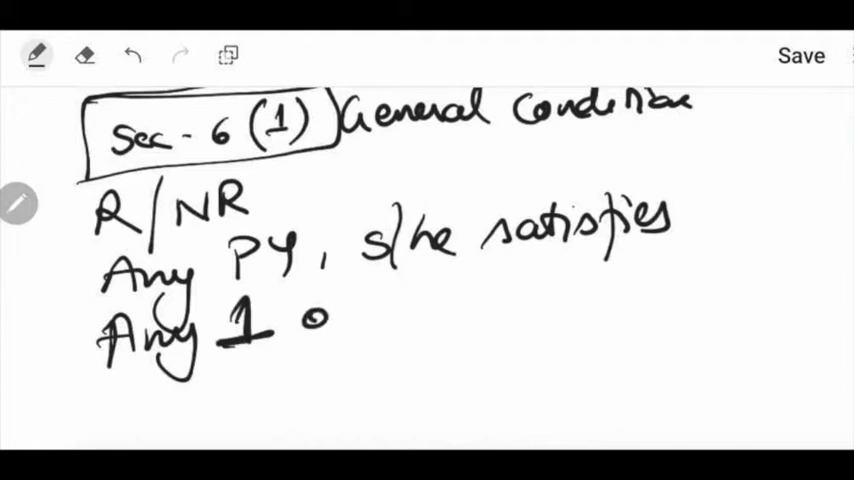 Save
Sec - 6 (1) General Condition
R/NR
Any PY, s/he satisfies
Any 1 o